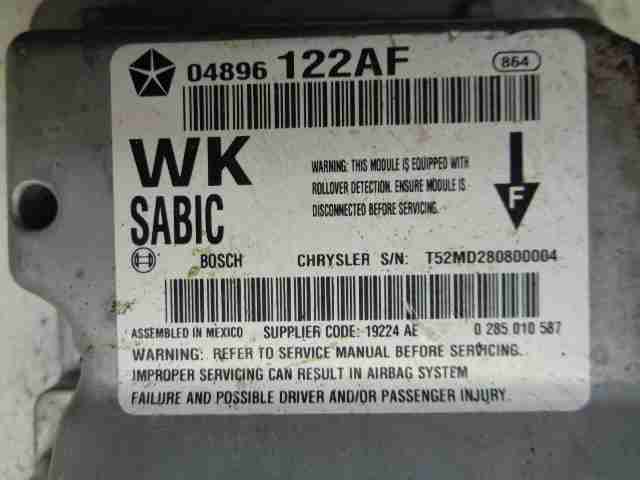 04896 122AF 864
WK
WARNING: THIS MODULE IS EQUIPPED WITH
ROLLOVER DETECTION. ENSURE MODULE IS
DISCONNECTED BEFORE SERVICING.
F
SABIC
BOSCH CHRYSLER S/N: T52MD280800004
ASSEMBLED IN MEXICO SUPPLIER CODE: 19224 AE 0 285 010 587
WARNING: REFER TO SERVICE MANUAL BEFORE SERVICING.
IMPROPER SERVICING CAN RESULT IN AIRBAG SYSTEM
FAILURE AND POSSIBLE DRIVER AND/OR PASSENGER INJURY.